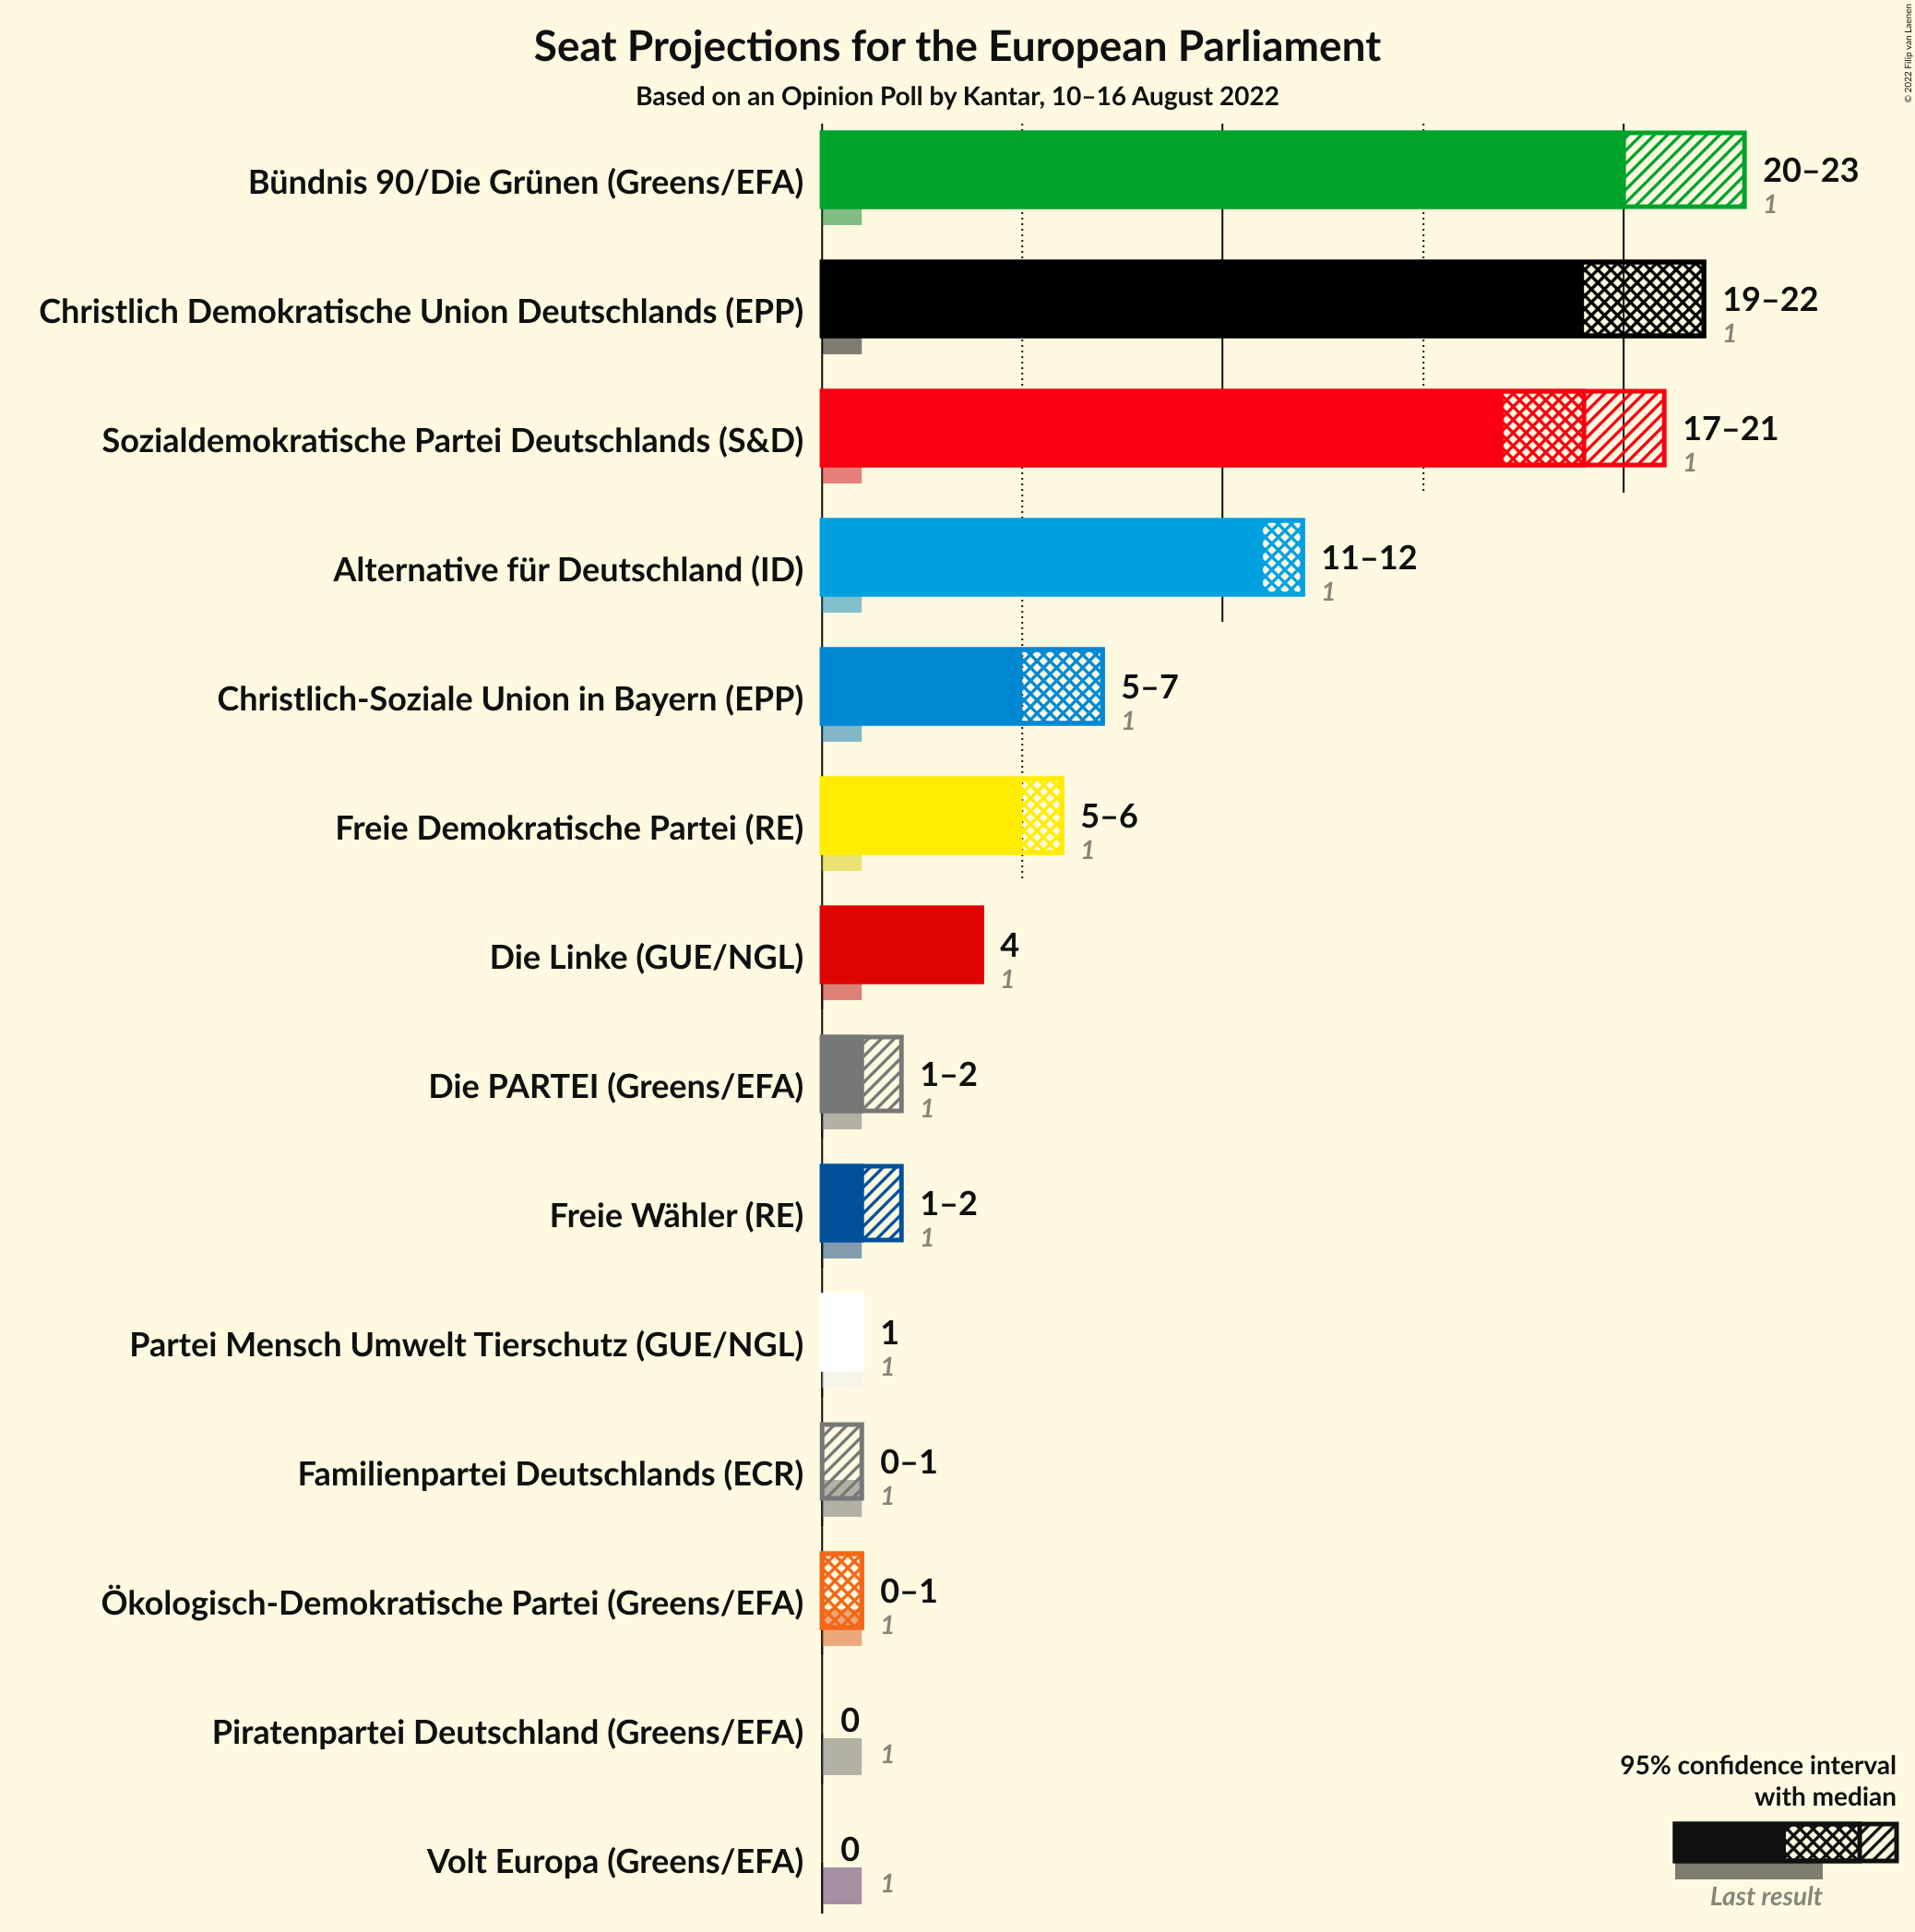 Seat Projections for the European Parliament
Based on an Opinion Poll by Kantar, 10–16 August 2022
© 2022 Filip van Laenen
Bündnis 90/Die Grünen (Greens/EFA)
20–23
1
Christlich Demokratische Union Deutschlands (EPP)
19–22
1
Sozialdemokratische Partei Deutschlands (S&D)
17–21
1
Alternative für Deutschland (ID)
11–12
1
Christlich-Soziale Union in Bayern (EPP)
5–7
1
Freie Demokratische Partei (RE)
5–6
1
Die Linke (GUE/NGL)
4
1
Die PARTEI (Greens/EFA)
1–2
1
Freie Wähler (RE)
1–2
1
Partei Mensch Umwelt Tierschutz (GUE/NGL)
1
1
Familienpartei Deutschlands (ECR)
0–1
1
Ökologisch-Demokratische Partei (Greens/EFA)
0–1
1
Piratenpartei Deutschland (Greens/EFA)
0
1
Volt Europa (Greens/EFA)
0
1
95% confidence interval
with median
Last result